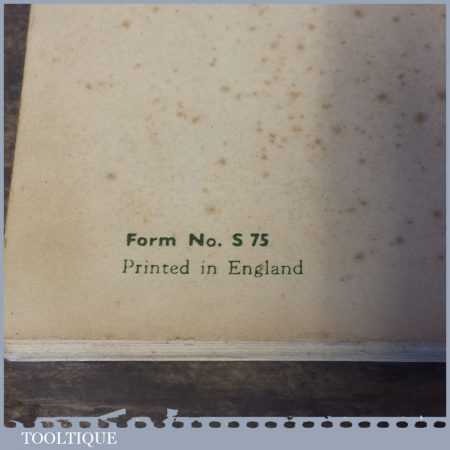 Form No. S 75
Printed in England
TOOLTIQUE